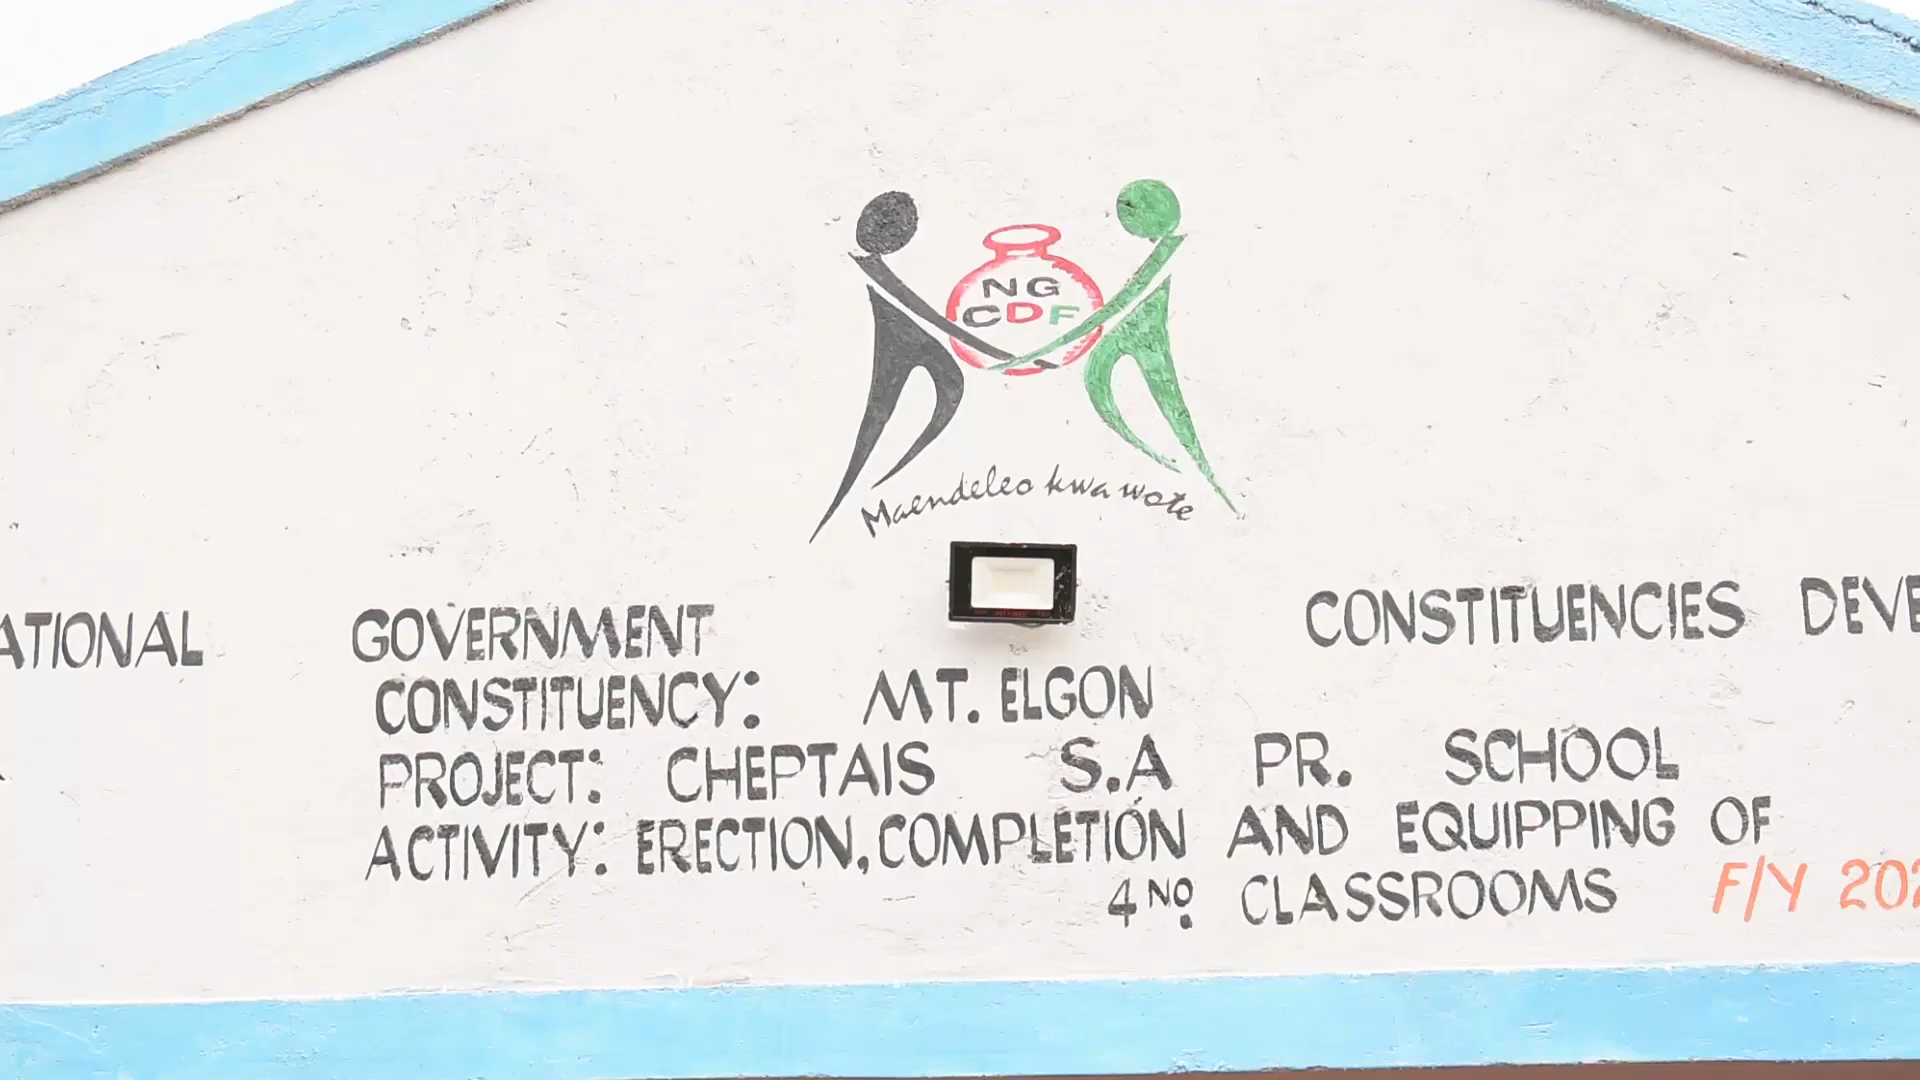 NG
CDF
Maendeleo kwa wote
ATIONAL GOVERNMENT CONSTITUENCIES DEVE
CONSTITUENCY: MT. ELGON
PROJECT: CHEPTAIS S.A PR. SCHOOL
ACTIVITY: ERECTION, COMPLETION AND EQUIPPING OF
4 NO. CLASSROOMS F/Y 202